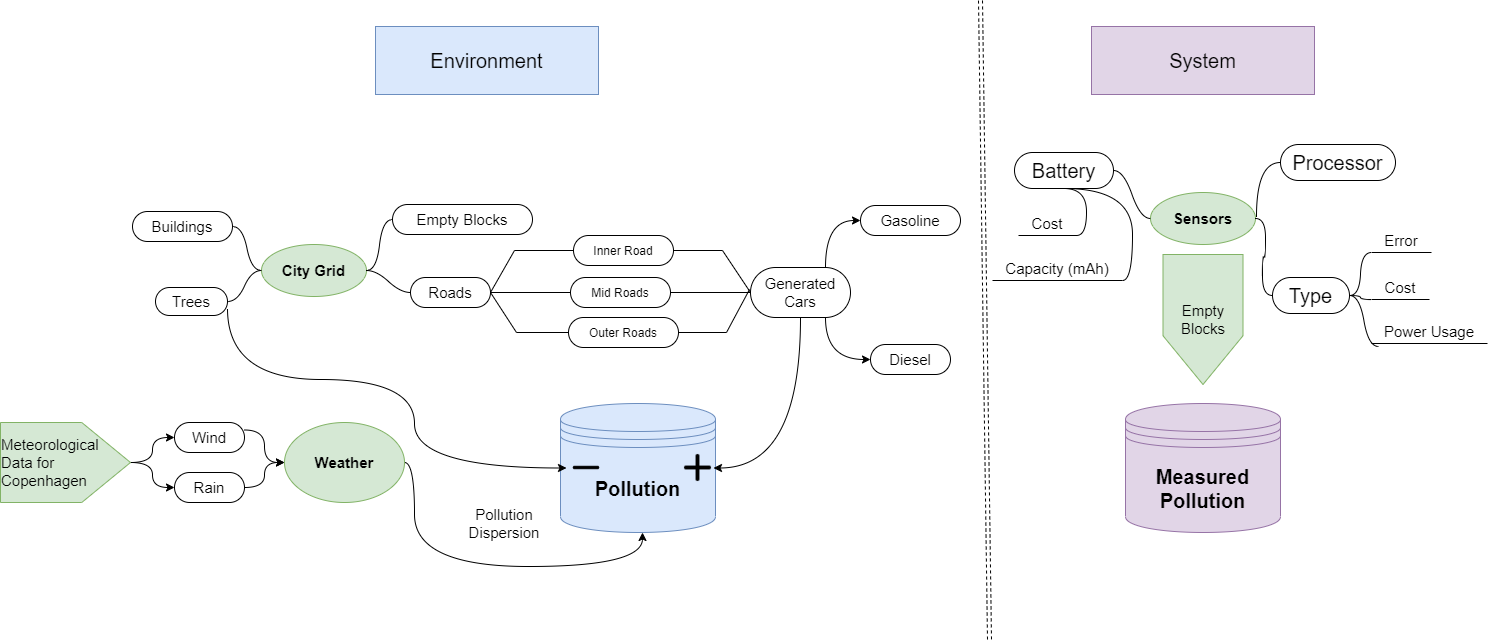 Environment
System
Buildings
Trees
City Grid
Empty Blocks
Roads
Inner Road
Mid Roads
Outer Roads
Generated
Cars
Gasoline
Diesel
Meteorological
Data for
Copenhagen
Wind
Rain
Weather
Pollution
Dispersion
− +
Pollution
Battery
Cost
Capacity (mAh)
Sensors
Processor
Type
Error
Cost
Power Usage
Empty
Blocks
Measured
Pollution